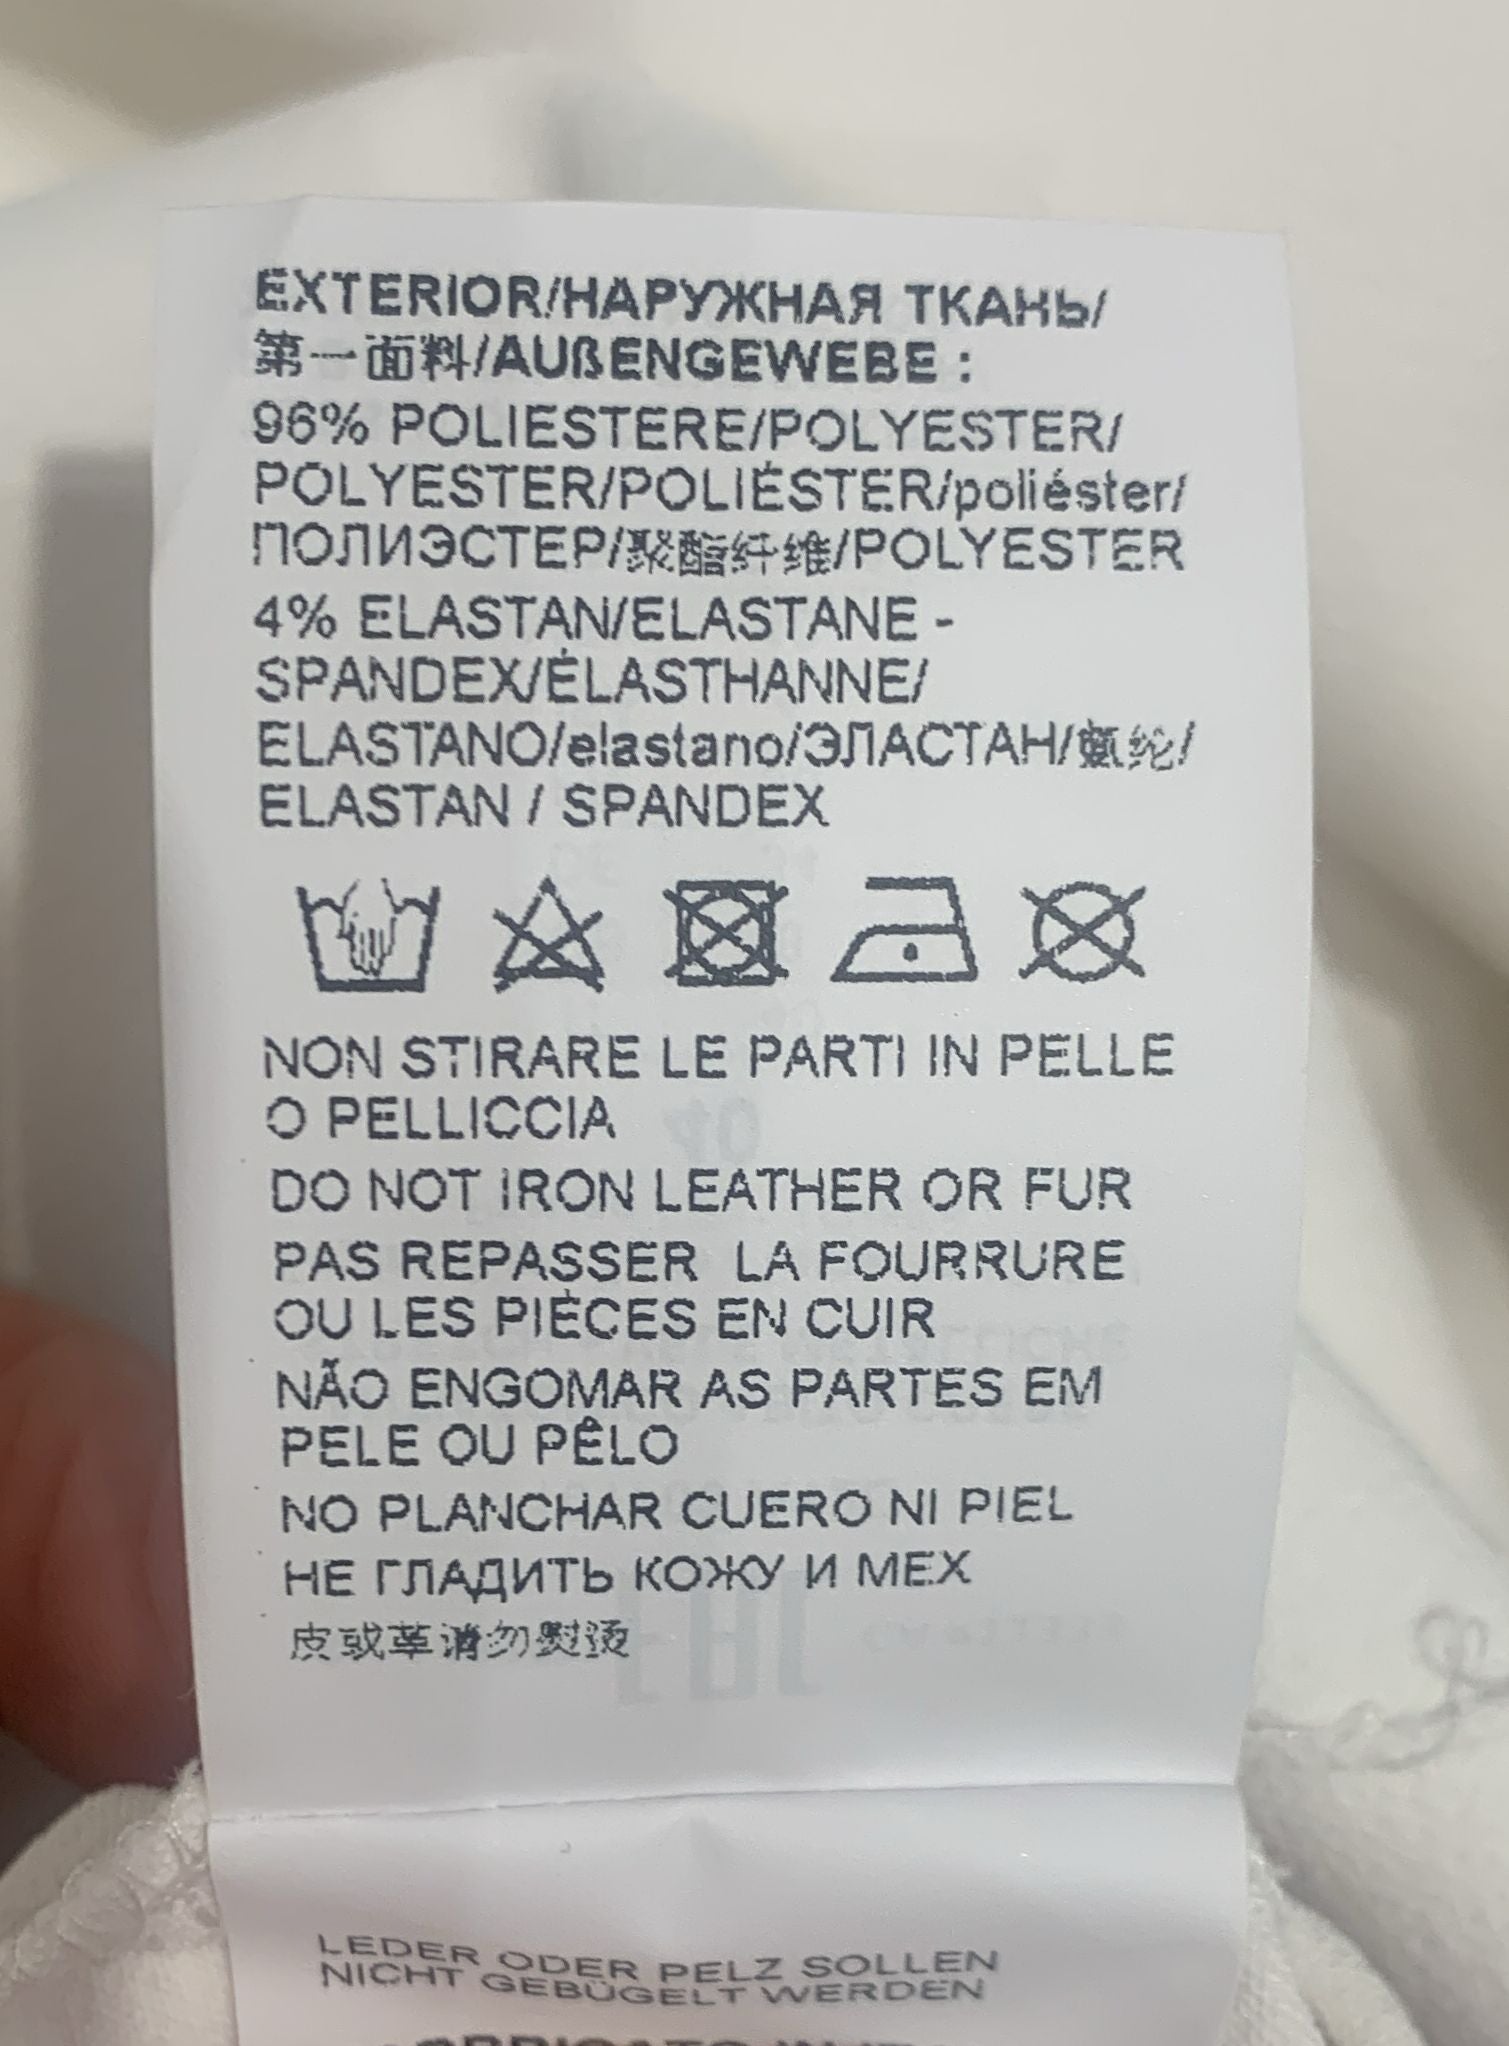 EXTERIOR/НАРУЖНАЯ ТКАНЬ/
第一面料/AUßENGEWEBE :
96% POLIESTERE/POLYESTER/
POLYESTER/POLIÉSTER/poliéster/
ПОЛИЭСТЕР/聚酯纤维/POLYESTER
4% ELASTAN/ELASTANE -
SPANDEX/ÉLASTHANNE/
ELASTANO/elastano/ЭЛАСТАН/氨纶/
ELASTAN / SPANDEX
NON STIRARE LE PARTI IN PELLE
O PELLICCIA
DO NOT IRON LEATHER OR FUR
PAS REPASSER LA FOURRURE
OU LES PIÈCES EN CUIR
NÃO ENGOMAR AS PARTES EM
PELE OU PÊLO
NO PLANCHAR CUERO NI PIEL
НЕ ГЛАДИТЬ КОЖУ И МЕХ
皮或革请勿熨烫
LEDER ODER PELZ SOLLEN
NICHT GEBÜGELT WERDEN